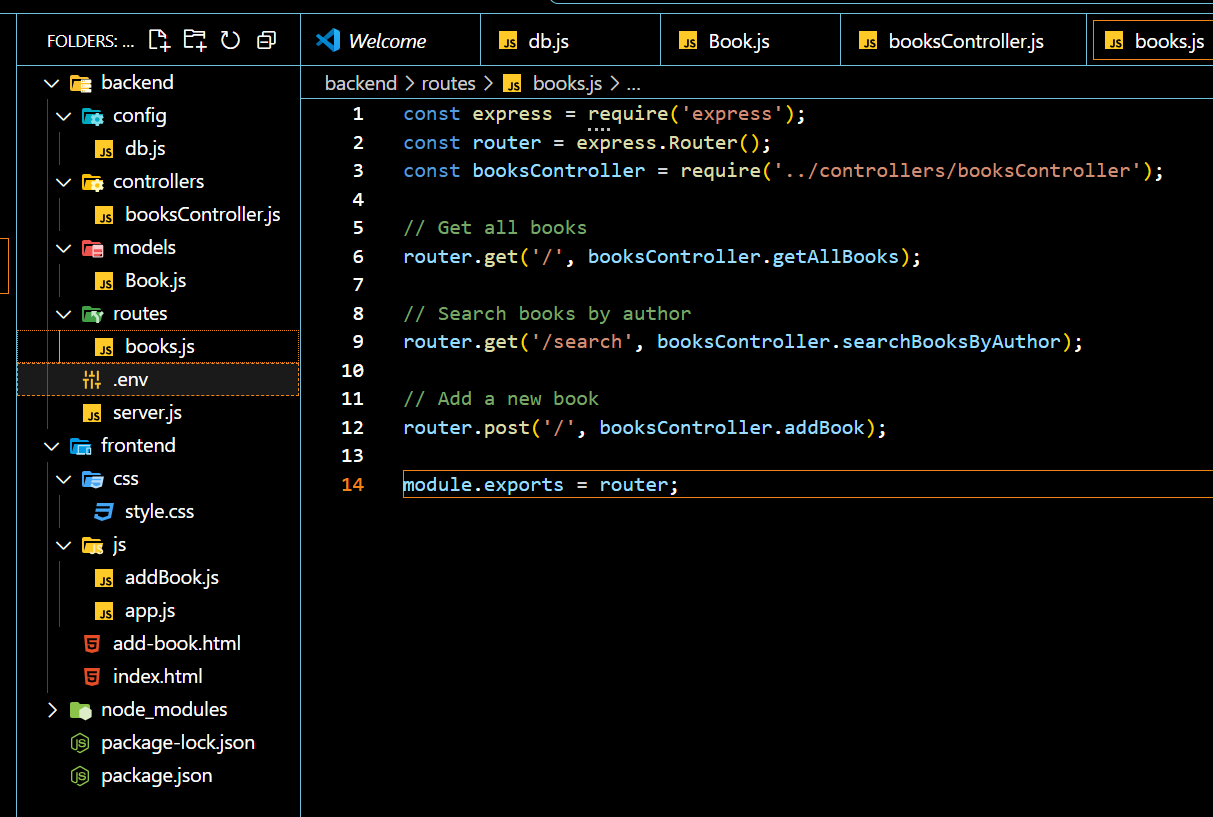 FOLDERS: ...
Welcome
db.js
Book.js
booksController.js
books.js
backend
config
db.js
controllers
booksController.js
models
Book.js
routes
books.js
.env
server.js
frontend
css
style.css
js
addBook.js
app.js
add-book.html
index.html
node_modules
package-lock.json
package.json
backend > routes > JS books.js > ...
1 const express = require('express');
2 const router = express.Router();
3 const booksController = require('../controllers/booksController');
4
5 // Get all books
6 router.get('/', booksController.getAllBooks);
7
8 // Search books by author
9 router.get('/search', booksController.searchBooksByAuthor);
10
11 // Add a new book
12 router.post('/', booksController.addBook);
13
14 module.exports = router;